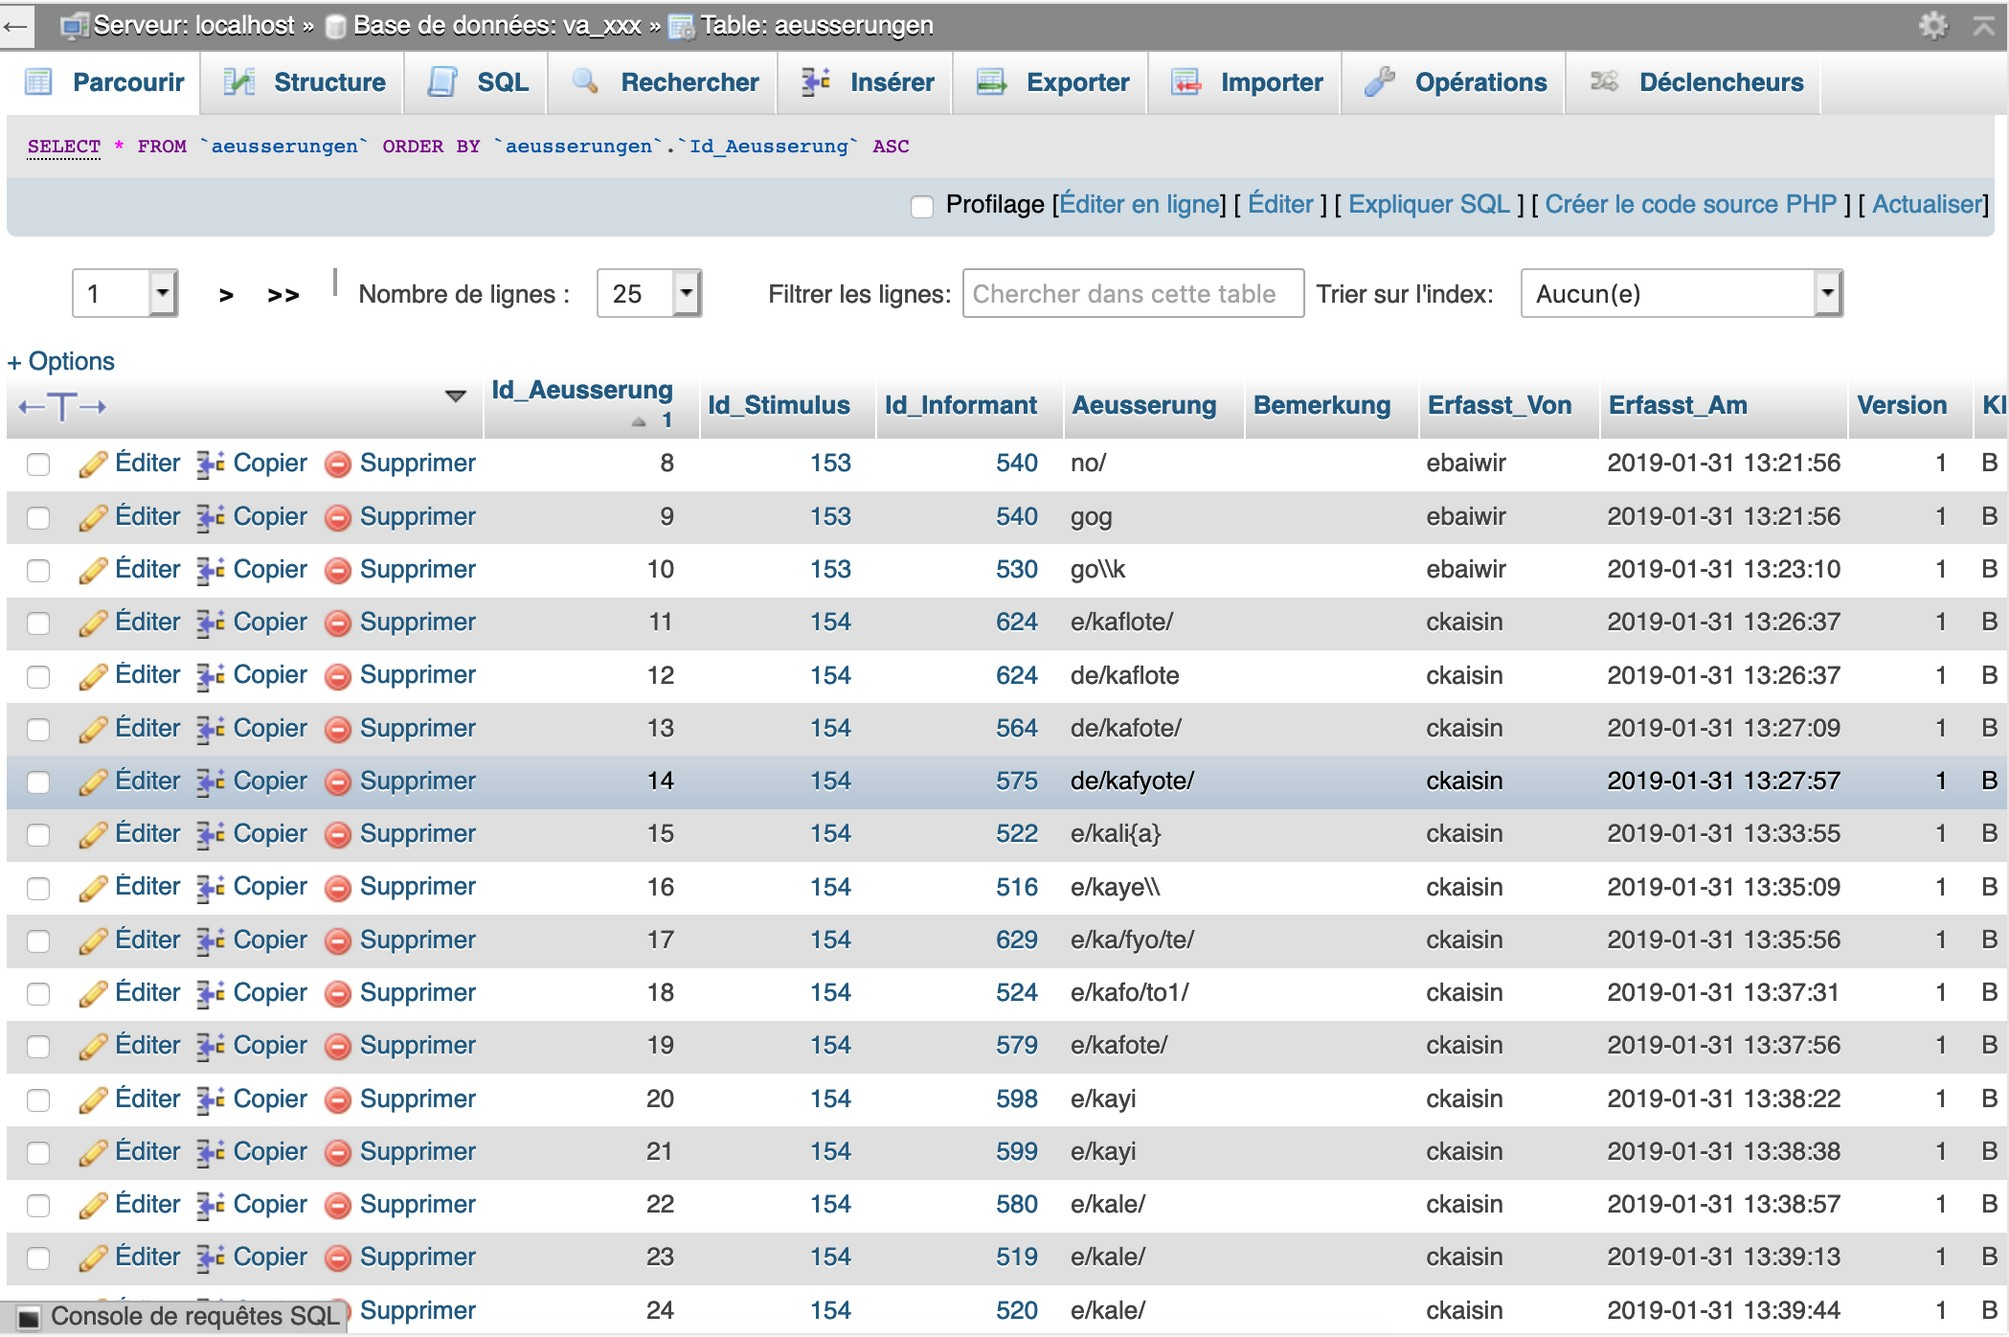 ← Serveur: localhost » Base de données: va_xxx » Table: aeusserungen
Parcourir Structure SQL Rechercher Insérer Exporter Importer Opérations Déclencheurs
SELECT * FROM `aeusserungen` ORDER BY `aeusserungen`.`Id_Aeusserung` ASC
Profilage [Éditer en ligne] [ Éditer ] [ Expliquer SQL ] [ Créer le code source PHP ] [ Actualiser]
1 > >> | Nombre de lignes : 25 Filtrer les lignes: Chercher dans cette table Trier sur l'index: Aucun(e)
+ Options
←T→ Id_Aeusserung 1 Id_Stimulus Id_Informant Aeusserung Bemerkung Erfasst_Von Erfasst_Am Version Kl
Éditer Copier Supprimer 8 153 540 no/ ebaiwir 2019-01-31 13:21:56 1 B
Éditer Copier Supprimer 9 153 540 gog ebaiwir 2019-01-31 13:21:56 1 B
Éditer Copier Supprimer 10 153 530 go\\k ebaiwir 2019-01-31 13:23:10 1 B
Éditer Copier Supprimer 11 154 624 e/kaflote/ ckaisin 2019-01-31 13:26:37 1 B
Éditer Copier Supprimer 12 154 624 de/kaflote ckaisin 2019-01-31 13:26:37 1 B
Éditer Copier Supprimer 13 154 564 de/kafote/ ckaisin 2019-01-31 13:27:09 1 B
Éditer Copier Supprimer 14 154 575 de/kafyote/ ckaisin 2019-01-31 13:27:57 1 B
Éditer Copier Supprimer 15 154 522 e/kali{a} ckaisin 2019-01-31 13:33:55 1 B
Éditer Copier Supprimer 16 154 516 e/kaye\\ ckaisin 2019-01-31 13:35:09 1 B
Éditer Copier Supprimer 17 154 629 e/ka/fyo/te/ ckaisin 2019-01-31 13:35:56 1 B
Éditer Copier Supprimer 18 154 524 e/kafo/to1/ ckaisin 2019-01-31 13:37:31 1 B
Éditer Copier Supprimer 19 154 579 e/kafote/ ckaisin 2019-01-31 13:37:56 1 B
Éditer Copier Supprimer 20 154 598 e/kayi ckaisin 2019-01-31 13:38:22 1 B
Éditer Copier Supprimer 21 154 599 e/kayi ckaisin 2019-01-31 13:38:38 1 B
Éditer Copier Supprimer 22 154 580 e/kale/ ckaisin 2019-01-31 13:38:57 1 B
Éditer Copier Supprimer 23 154 519 e/kale/ ckaisin 2019-01-31 13:39:13 1 B
Supprimer 24 154 520 e/kale/ ckaisin 2019-01-31 13:39:44 1 B
Console de requêtes SQL